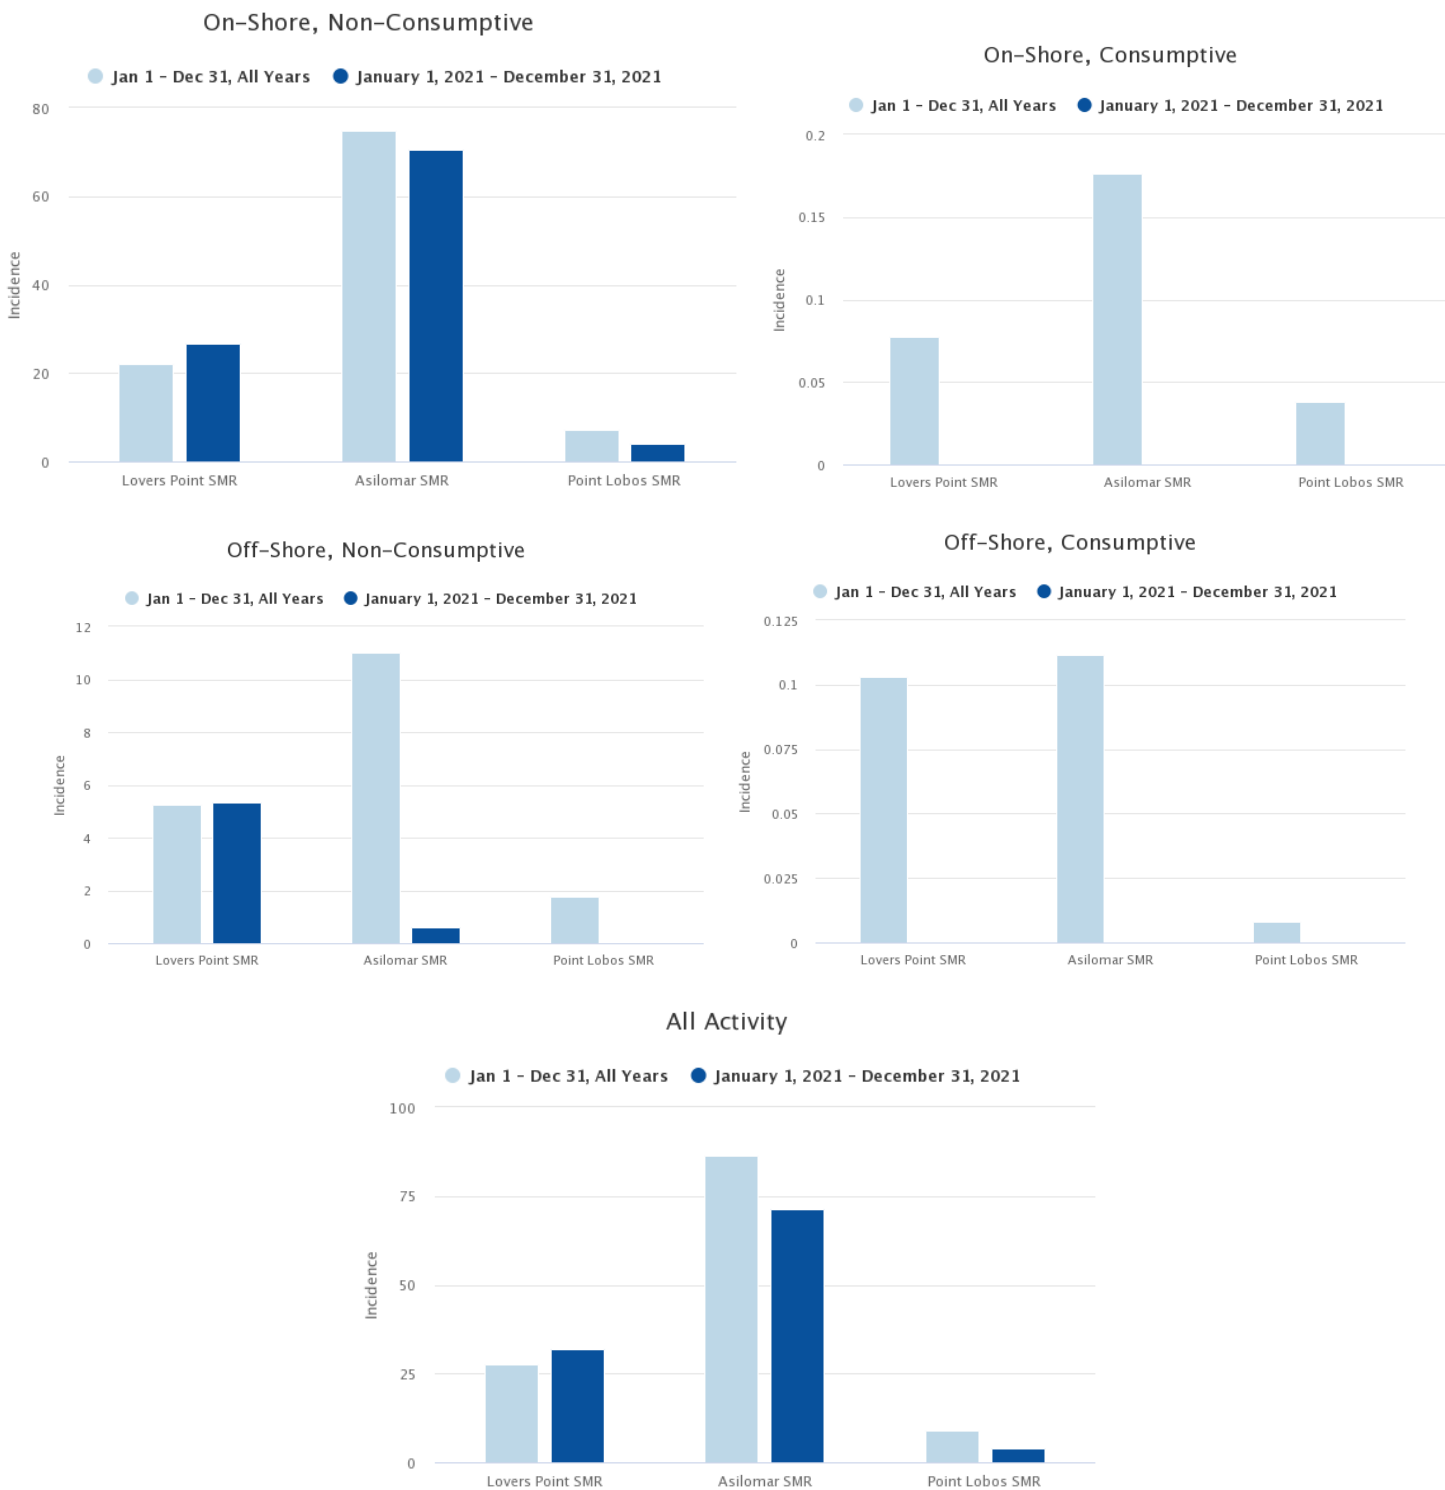 On-Shore, Non-Consumptive
Jan 1 - Dec 31, All Years January 1, 2021 - December 31, 2021
80
60
40
20
0
Incidence
Lovers Point SMR Asilomar SMR Point Lobos SMR
On-Shore, Consumptive
Jan 1 - Dec 31, All Years January 1, 2021 - December 31, 2021
0.2
0.15
0.1
0.05
0
Incidence
Lovers Point SMR Asilomar SMR Point Lobos SMR
Off-Shore, Non-Consumptive
Jan 1 - Dec 31, All Years January 1, 2021 - December 31, 2021
12
10
8
6
4
2
0
Incidence
Lovers Point SMR Asilomar SMR Point Lobos SMR
Off-Shore, Consumptive
Jan 1 - Dec 31, All Years January 1, 2021 - December 31, 2021
0.125
0.1
0.075
0.05
0.025
0
Incidence
Lovers Point SMR Asilomar SMR Point Lobos SMR
All Activity
Jan 1 - Dec 31, All Years January 1, 2021 - December 31, 2021
100
75
50
25
0
Incidence
Lovers Point SMR Asilomar SMR Point Lobos SMR